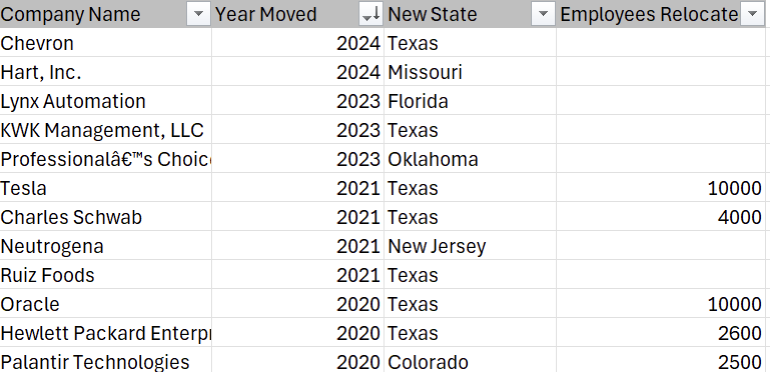 Company Name Year Moved New State Employees Relocate
Chevron 2024 Texas
Hart, Inc. 2024 Missouri
Lynx Automation 2023 Florida
KWK Management, LLC 2023 Texas
Professionalâ€™s Choic 2023 Oklahoma
Tesla 2021 Texas 10000
Charles Schwab 2021 Texas 4000
Neutrogena 2021 New Jersey
Ruiz Foods 2021 Texas
Oracle 2020 Texas 10000
Hewlett Packard Enterpr 2020 Texas 2600
Palantir Technologies 2020 Colorado 2500